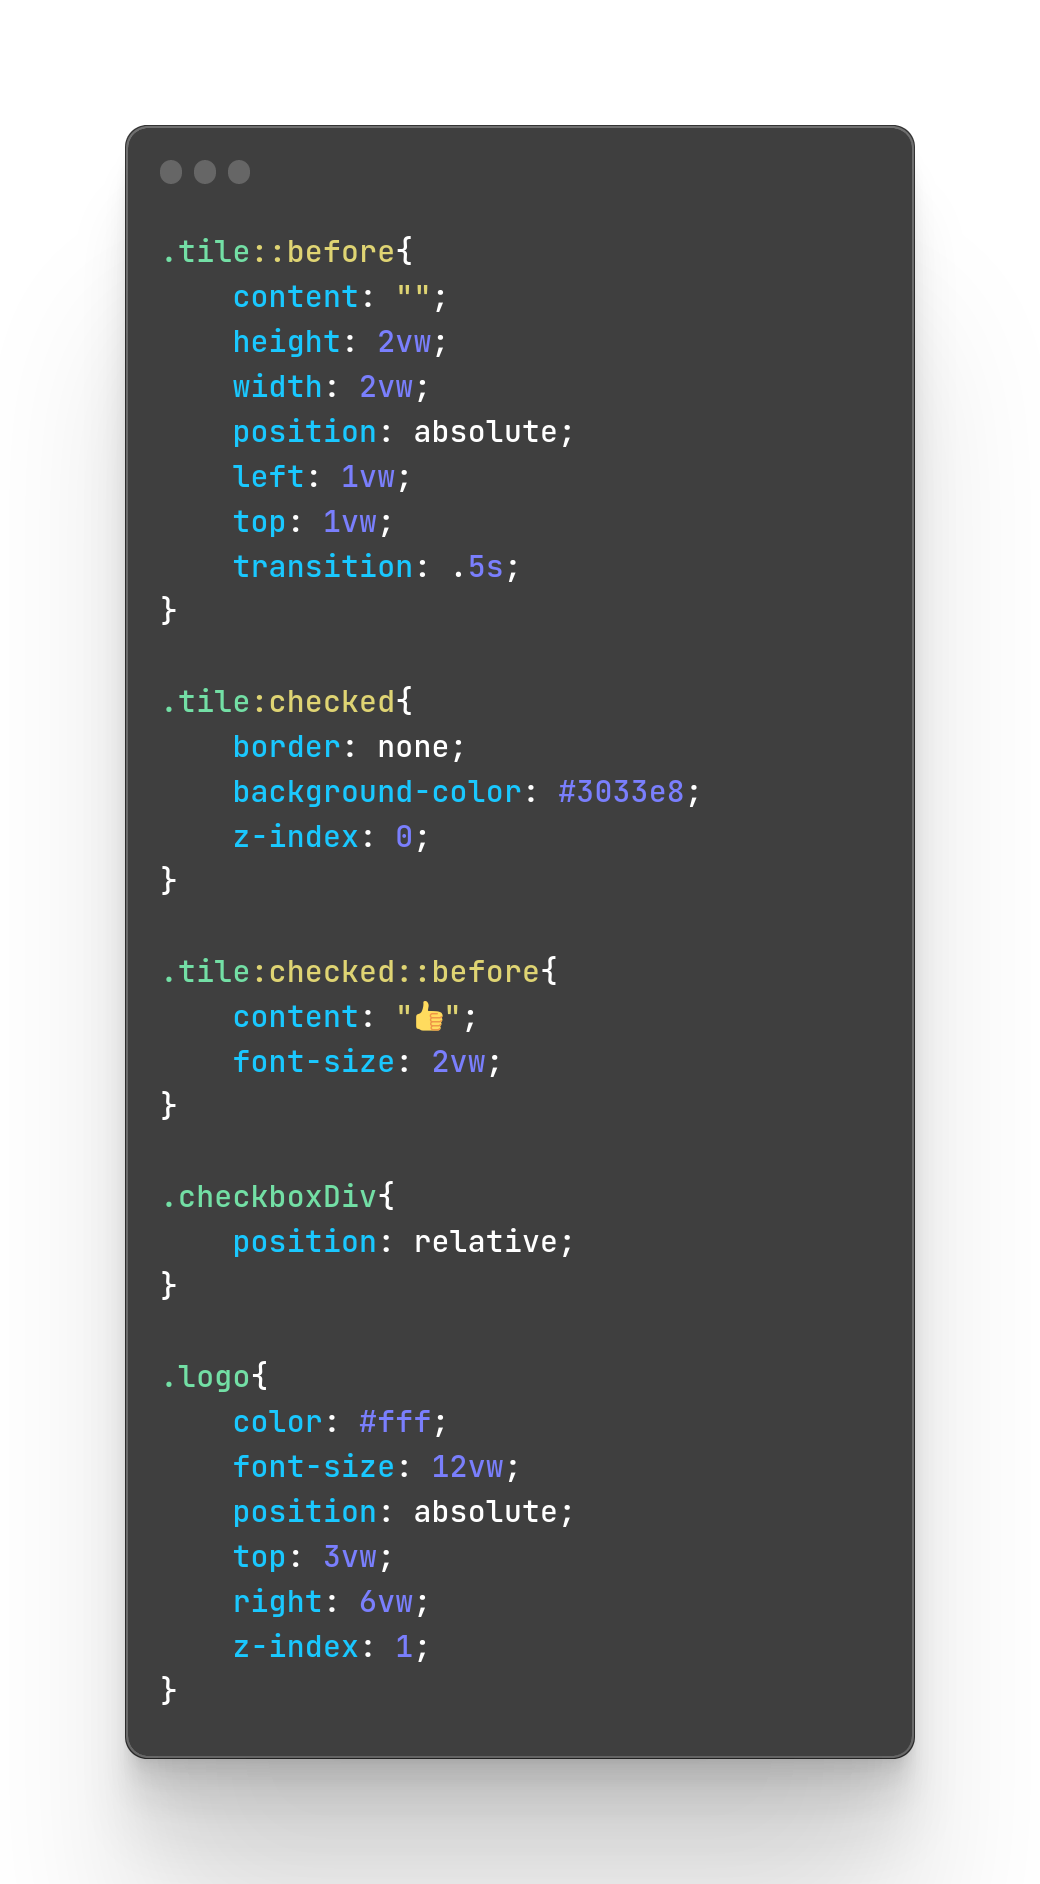 .tile::before{
    content: "";
    height: 2vw;
    width: 2vw;
    position: absolute;
    left: 1vw;
    top: 1vw;
    transition: .5s;
}

.tile:checked{
    border: none;
    background-color: #3033e8;
    z-index: 0;
}

.tile:checked::before{
    content: "👍";
    font-size: 2vw;
}

.checkboxDiv{
    position: relative;
}

.logo{
    color: #fff;
    font-size: 12vw;
    position: absolute;
    top: 3vw;
    right: 6vw;
    z-index: 1;
}